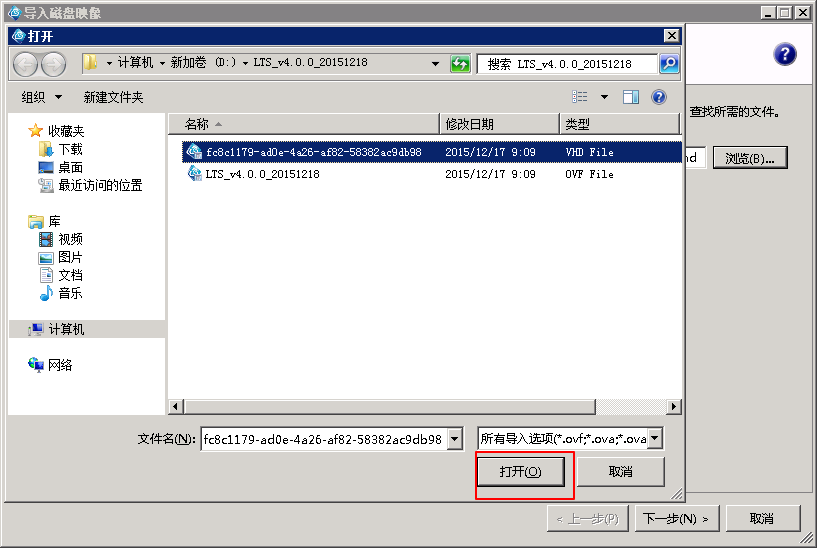 导入磁盘映像
打开
计算机 新加卷 (D:) LTS_v4.0.0_20151218
搜索 LTS_v4.0.0_20151218
组织 新建文件夹
查找所需的文件。
nd 浏览(B)...
收藏夹
下载
桌面
最近访问的位置
库
视频
图片
文档
音乐
计算机
网络
名称 修改日期 类型
fc8c1179-ad0e-4a26-af82-58382ac9db98 2015/12/17 9:09 VHD File
LTS_v4.0.0_20151218 2015/12/17 9:09 OVF File
文件名(N): fc8c1179-ad0e-4a26-af82-58382ac9db98 所有导入选项(*.ovf;*.ova;*.ova
打开(O) 取消
< 上一步(P) 下一步(N) > 取消